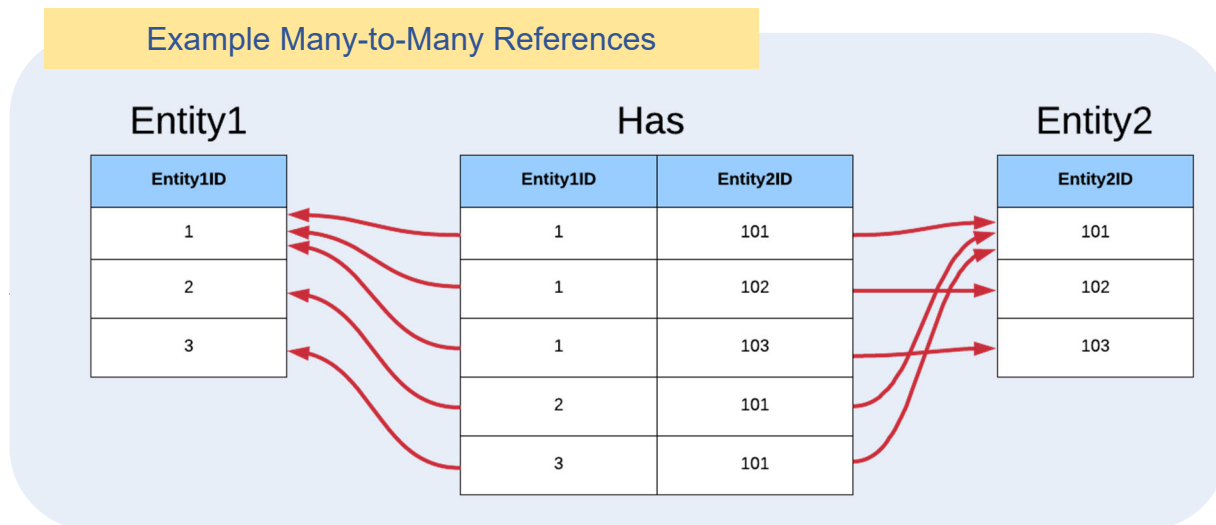 Example Many-to-Many References
Entity1
Has
Entity2
Entity1ID
Entity1ID Entity2ID
Entity2ID
1
1 101
101
2
1 102
102
3
1 103
103
2 101
3 101